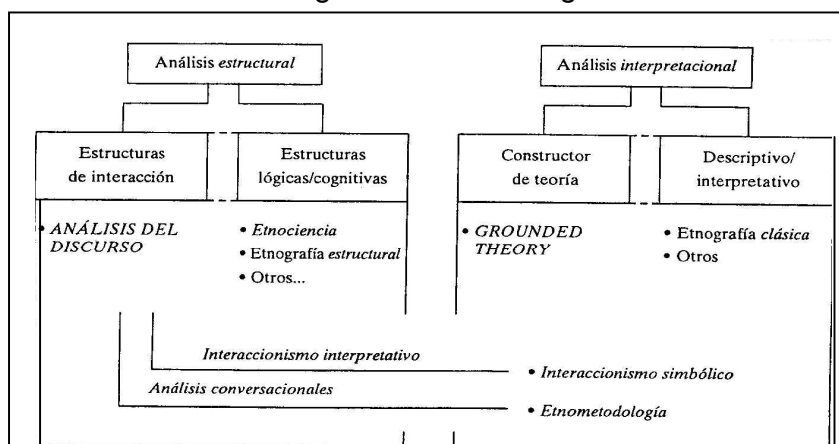 Análisis estructural
Análisis interpretacional
Estructuras
de interacción
Estructuras
lógicas/cognitivas
Constructor
de teoría
Descriptivo/
interpretativo
• ANÁLISIS DEL
DISCURSO
• Etnociencia
• Etnografía estructural
• Otros...
• GROUNDED
THEORY
• Etnografía clásica
• Otros
Interaccionismo interpretativo
• Interaccionismo simbólico
Análisis conversacionales
• Etnometodología